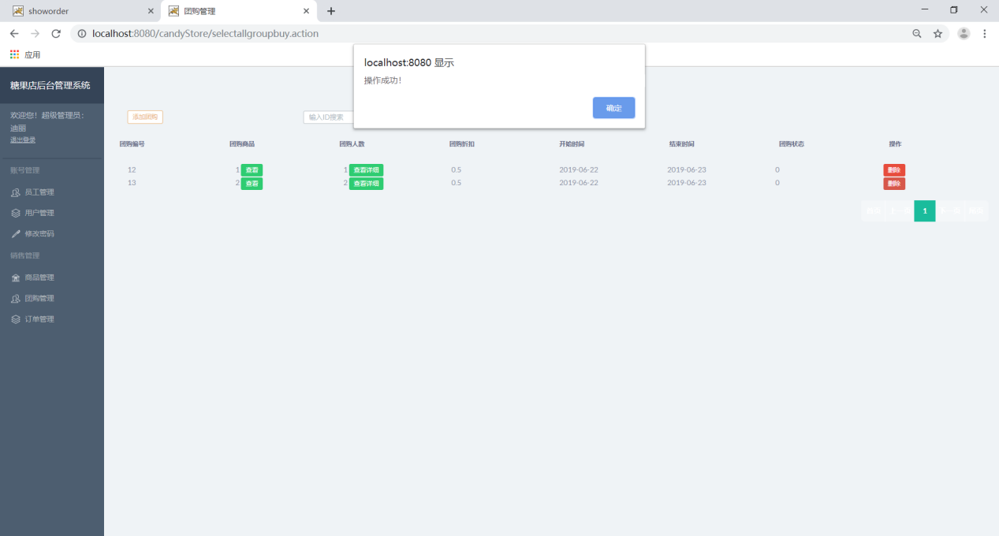 showorder
团购管理
localhost:8080/candyStore/selectallgroupbuy.action
应用
localhost:8080 显示
操作成功!
确定
糖果店后台管理系统
欢迎您!超级管理员:
迪丽
退出登录
添加团购
输入ID搜索
团购编号 团购商品 团购人数 团购折扣 开始时间 结束时间 团购状态 操作
12 1 查看 1 查看详细 0.5 2019-06-22 2019-06-23 0 删除
13 2 查看 2 查看详细 0.5 2019-06-22 2019-06-23 0 删除
首页 上一页 1 下一页 尾页
账号管理
员工管理
用户管理
修改密码
销售管理
商品管理
团购管理
订单管理